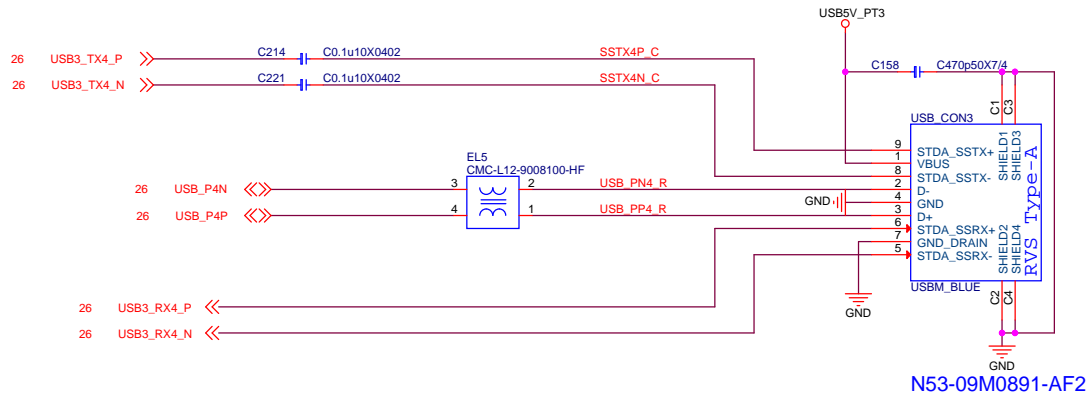 USB5V_PT3
26 USB3_TX4_P C214 C0.1u10X0402 SSTX4P_C
C158 C470p50X7/4
26 USB3_TX4_N C221 C0.1u10X0402 SSTX4N_C
C1 C3
USB_CON3
9 STDA_SSTX+
1 VBUS
8 STDA_SSTX-
2 D-
4 GND
3 D+
6 STDA_SSRX+
7 GND_DRAIN
5 STDA_SSRX-
SHIELD1
SHIELD3
SHIELD2
SHIELD4
RVS Type-A
EL5
CMC-L12-9008100-HF
26 USB_P4N 3 2 USB_PN4_R
GND
26 USB_P4P 4 1 USB_PP4_R
USBM_BLUE
C2 C4
26 USB3_RX4_P
GND
26 USB3_RX4_N
GND
N53-09M0891-AF2